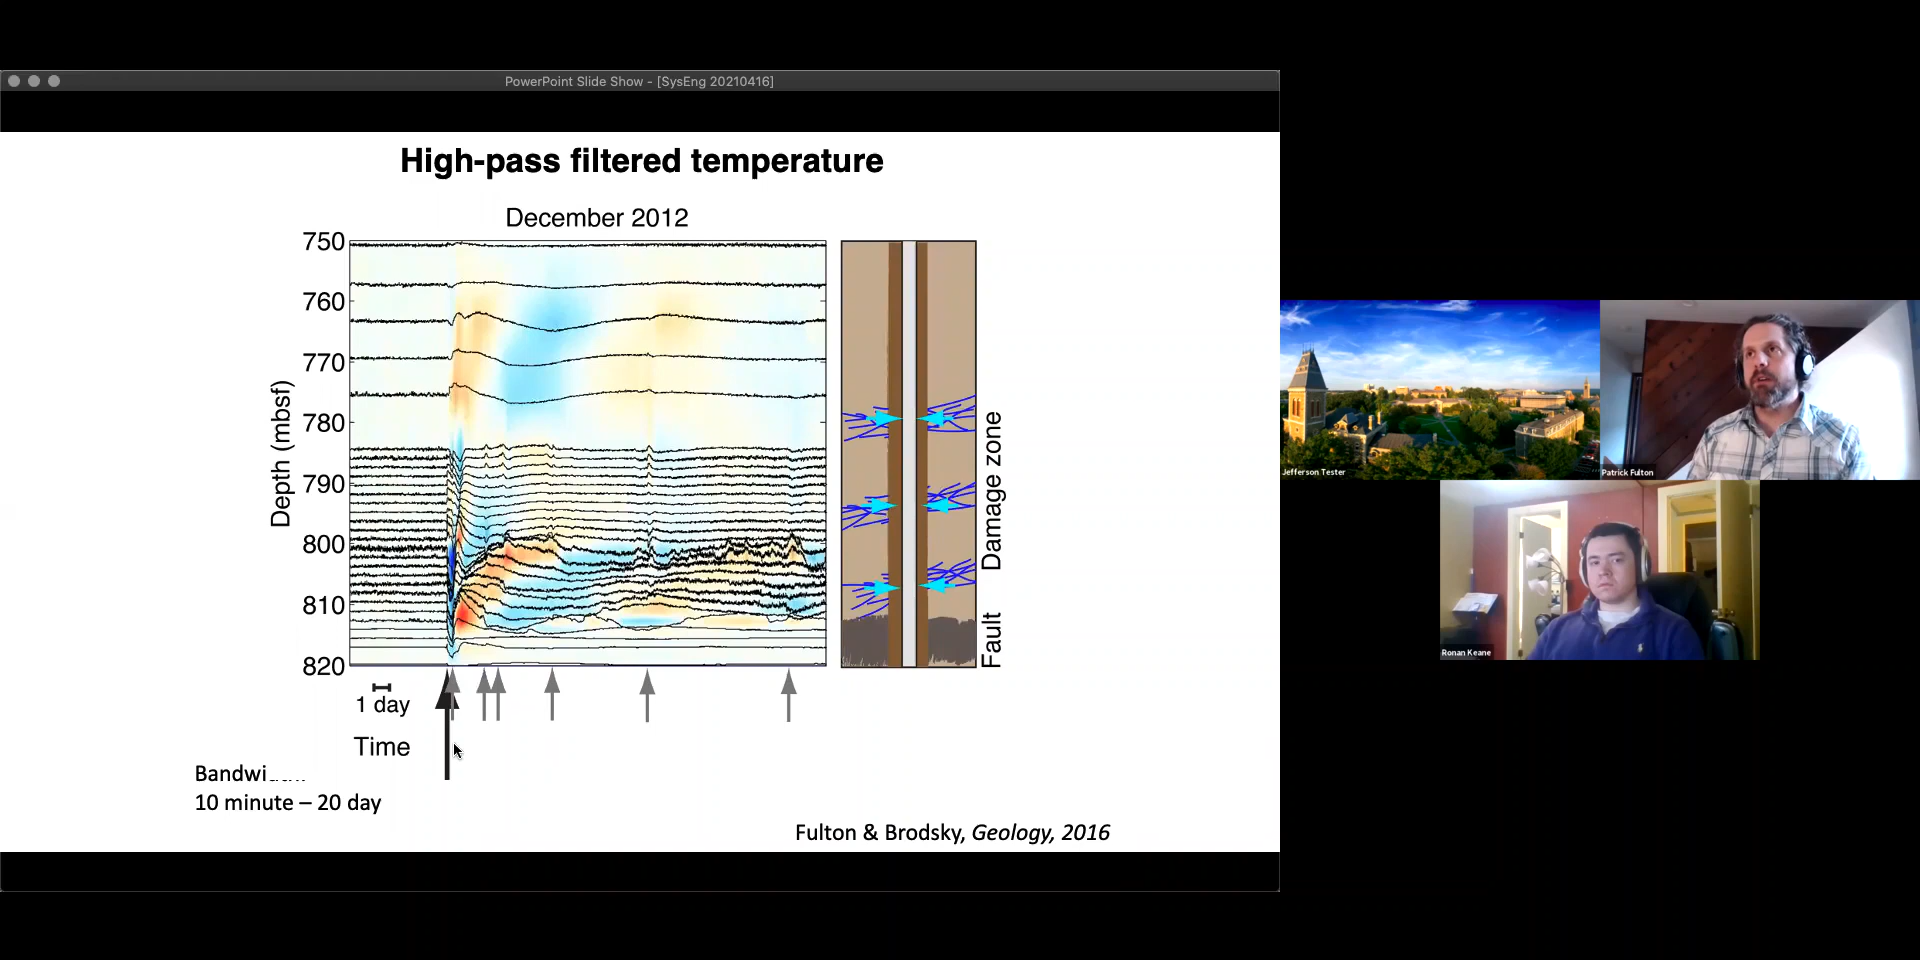 PowerPoint Slide Show - [SysEng 20210416]
High-pass filtered temperature
December 2012
750
760
770
780
790
800
810
820
Depth (mbsf)
Damage zone
Fault
1 day
Time
10 minute – 20 day
Fulton & Brodsky, Geology, 2016
Jefferson Tester
Patrick Fulton
Ronan Keane